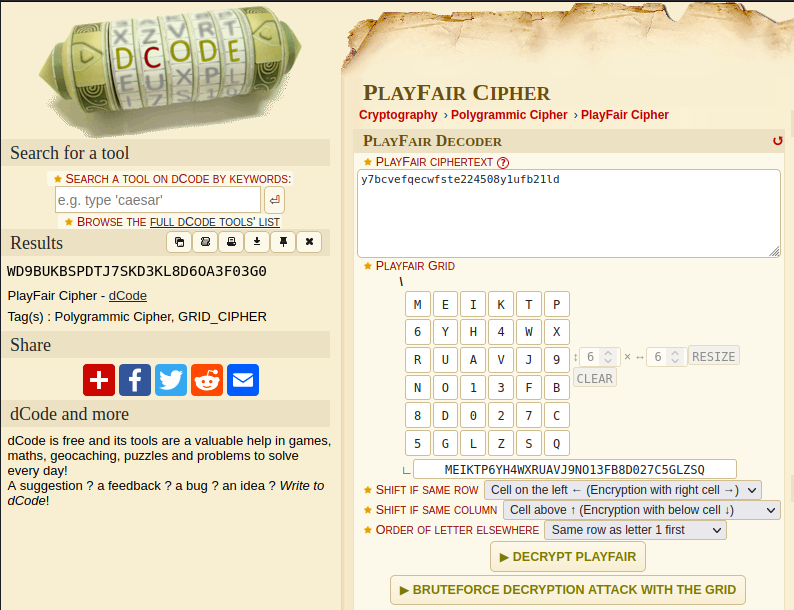 X Z V R T
D C O D E
E U X P L
Search for a tool
★ SEARCH A TOOL ON DCODE BY KEYWORDS:
e.g. type 'caesar'
★ BROWSE THE FULL DCODE TOOLS' LIST
Results
WD9BUKBSPDTJ7SKD3KL8D6OA3F03G0
PlayFair Cipher - dCode
Tag(s) : Polygrammic Cipher, GRID_CIPHER
Share
dCode and more
dCode is free and its tools are a valuable help in games,
maths, geocaching, puzzles and problems to solve
every day!
A suggestion ? a feedback ? a bug ? an idea ? Write to
dCode!
PLAYFAIR CIPHER
Cryptography › Polygrammic Cipher › PlayFair Cipher
PLAYFAIR DECODER
★ PLAYFAIR CIPHERTEXT ?
y7bcvefqecwfste224508y1ufb21ld
★ PLAYFAIR GRID
\
M E I K T P
6 Y H 4 W X
R U A V J 9
N O 1 3 F B
8 D 0 2 7 C
5 G L Z S Q
↕ 6 × ↔ 6 RESIZE
CLEAR
MEIKTP6YH4WXRUAVJ9NO13FB8D027C5GLZSQ
★ SHIFT IF SAME ROW Cell on the left ← (Encryption with right cell →)
★ SHIFT IF SAME COLUMN Cell above ↑ (Encryption with below cell ↓)
★ ORDER OF LETTER ELSEWHERE Same row as letter 1 first
▶ DECRYPT PLAYFAIR
▶ BRUTEFORCE DECRYPTION ATTACK WITH THE GRID